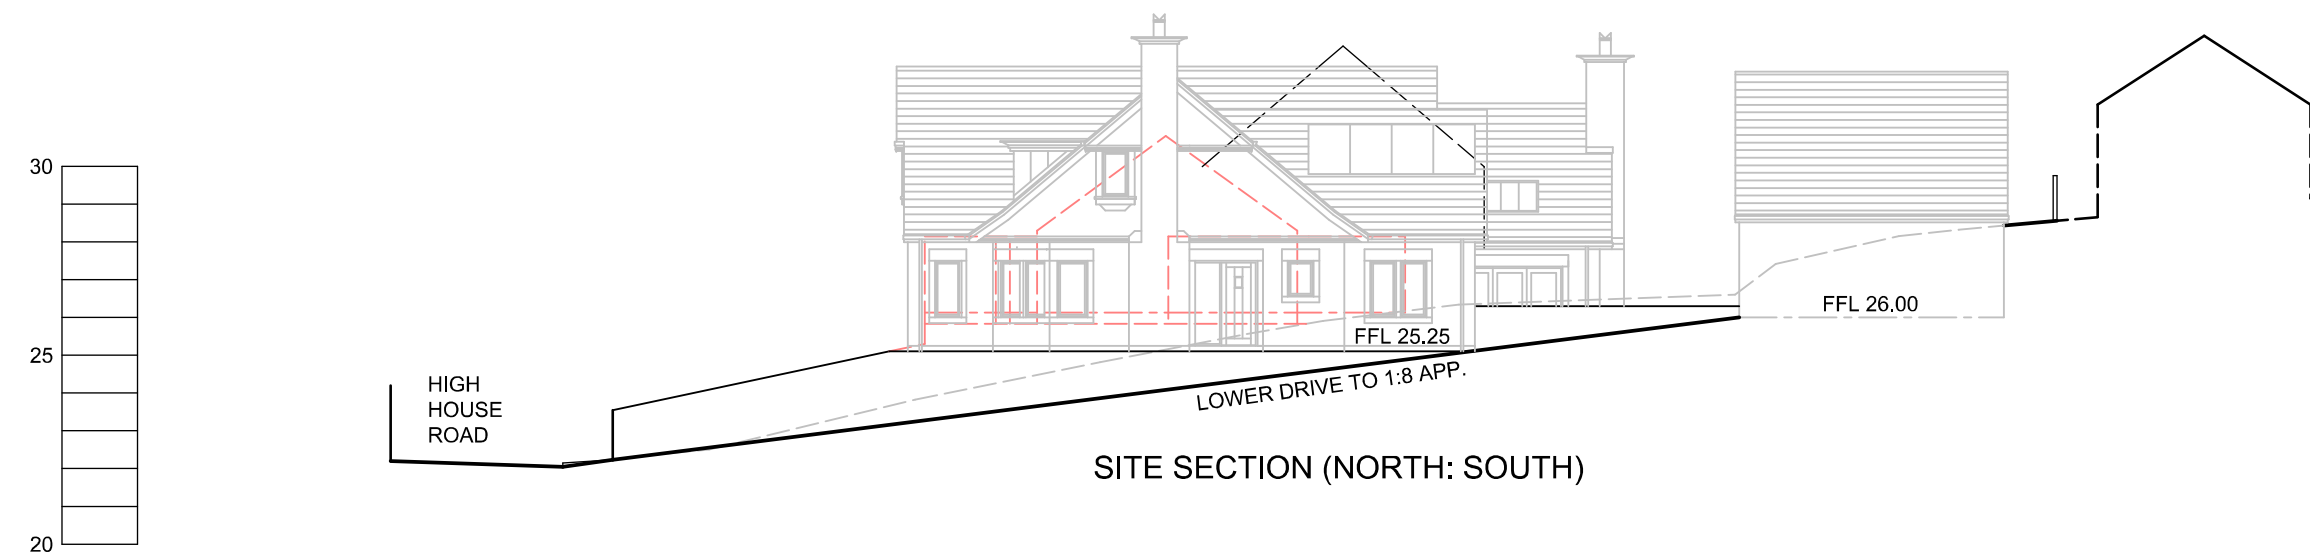 30
25
20
HIGH
HOUSE
ROAD
FFL 25.25
FFL 26.00
LOWER DRIVE TO 1:8 APP.
SITE SECTION (NORTH: SOUTH)